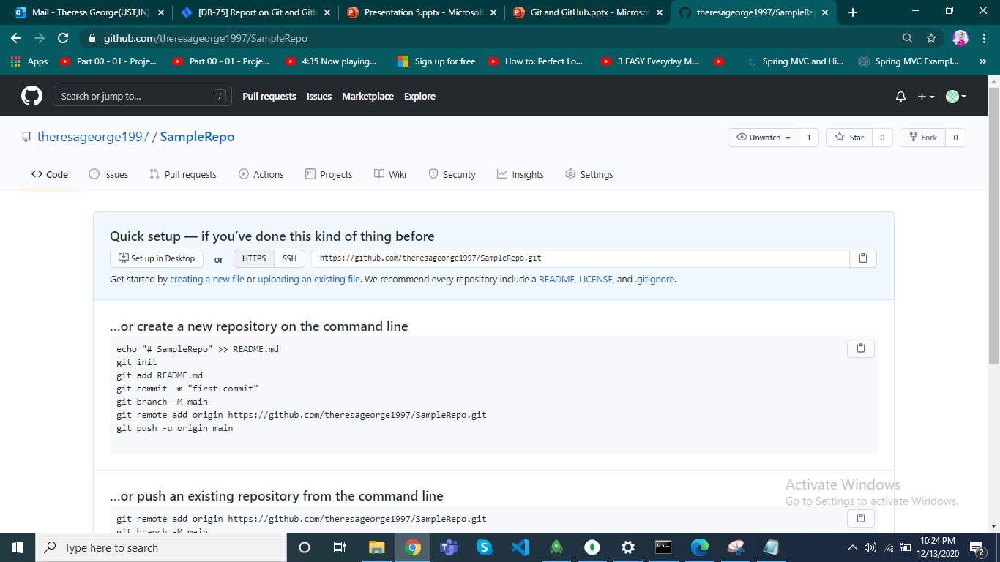 Mail - Theresa George(UST,IN)
[DB-75] Report on Git and Gith
Presentation 5.pptx - Microsof
Git and GitHub.pptx - Microsof
theresageorge1997/SampleRe
github.com/theresageorge1997/SampleRepo
Apps
Part 00 - 01 - Proje...
Part 00 - 01 - Proje...
4:35 Now playing...
Sign up for free
How to: Perfect Lo...
3 EASY Everyday M...
Spring MVC and Hi...
Spring MVC Exampl...
»
Search or jump to...
/
Pull requests
Issues
Marketplace
Explore
theresageorge1997 / SampleRepo
Unwatch
1
Star
0
Fork
0
Code
Issues
Pull requests
Actions
Projects
Wiki
Security
Insights
Settings
Quick setup — if you’ve done this kind of thing before
Set up in Desktop
or
HTTPS
SSH
https://github.com/theresageorge1997/SampleRepo.git
Get started by creating a new file or uploading an existing file. We recommend every repository include a README, LICENSE, and .gitignore.
…or create a new repository on the command line
echo "# SampleRepo" >> README.md
git init
git add README.md
git commit -m "first commit"
git branch -M main
git remote add origin https://github.com/theresageorge1997/SampleRepo.git
git push -u origin main
…or push an existing repository from the command line
git remote add origin https://github.com/theresageorge1997/SampleRepo.git
git branch -M main
Activate Windows
Go to Settings to activate Windows.
Type here to search
10:24 PM
12/13/2020
2